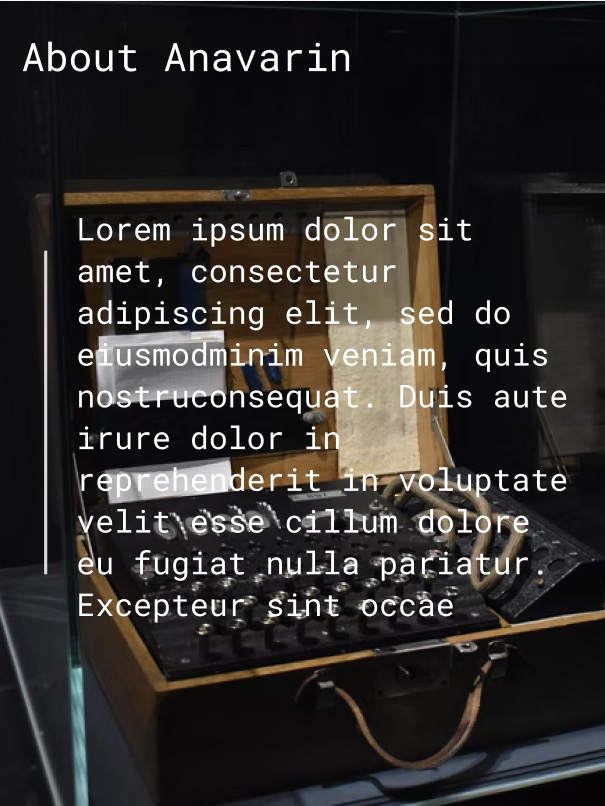 About Anavarin
Lorem ipsum dolor sit
amet, consectetur
adipiscing elit, sed do
eiusmodminim veniam, quis
nostruconsequat. Duis aute
irure dolor in
reprehenderit in voluptate
velit esse cillum dolore
eu fugiat nulla pariatur.
Excepteur sint occae